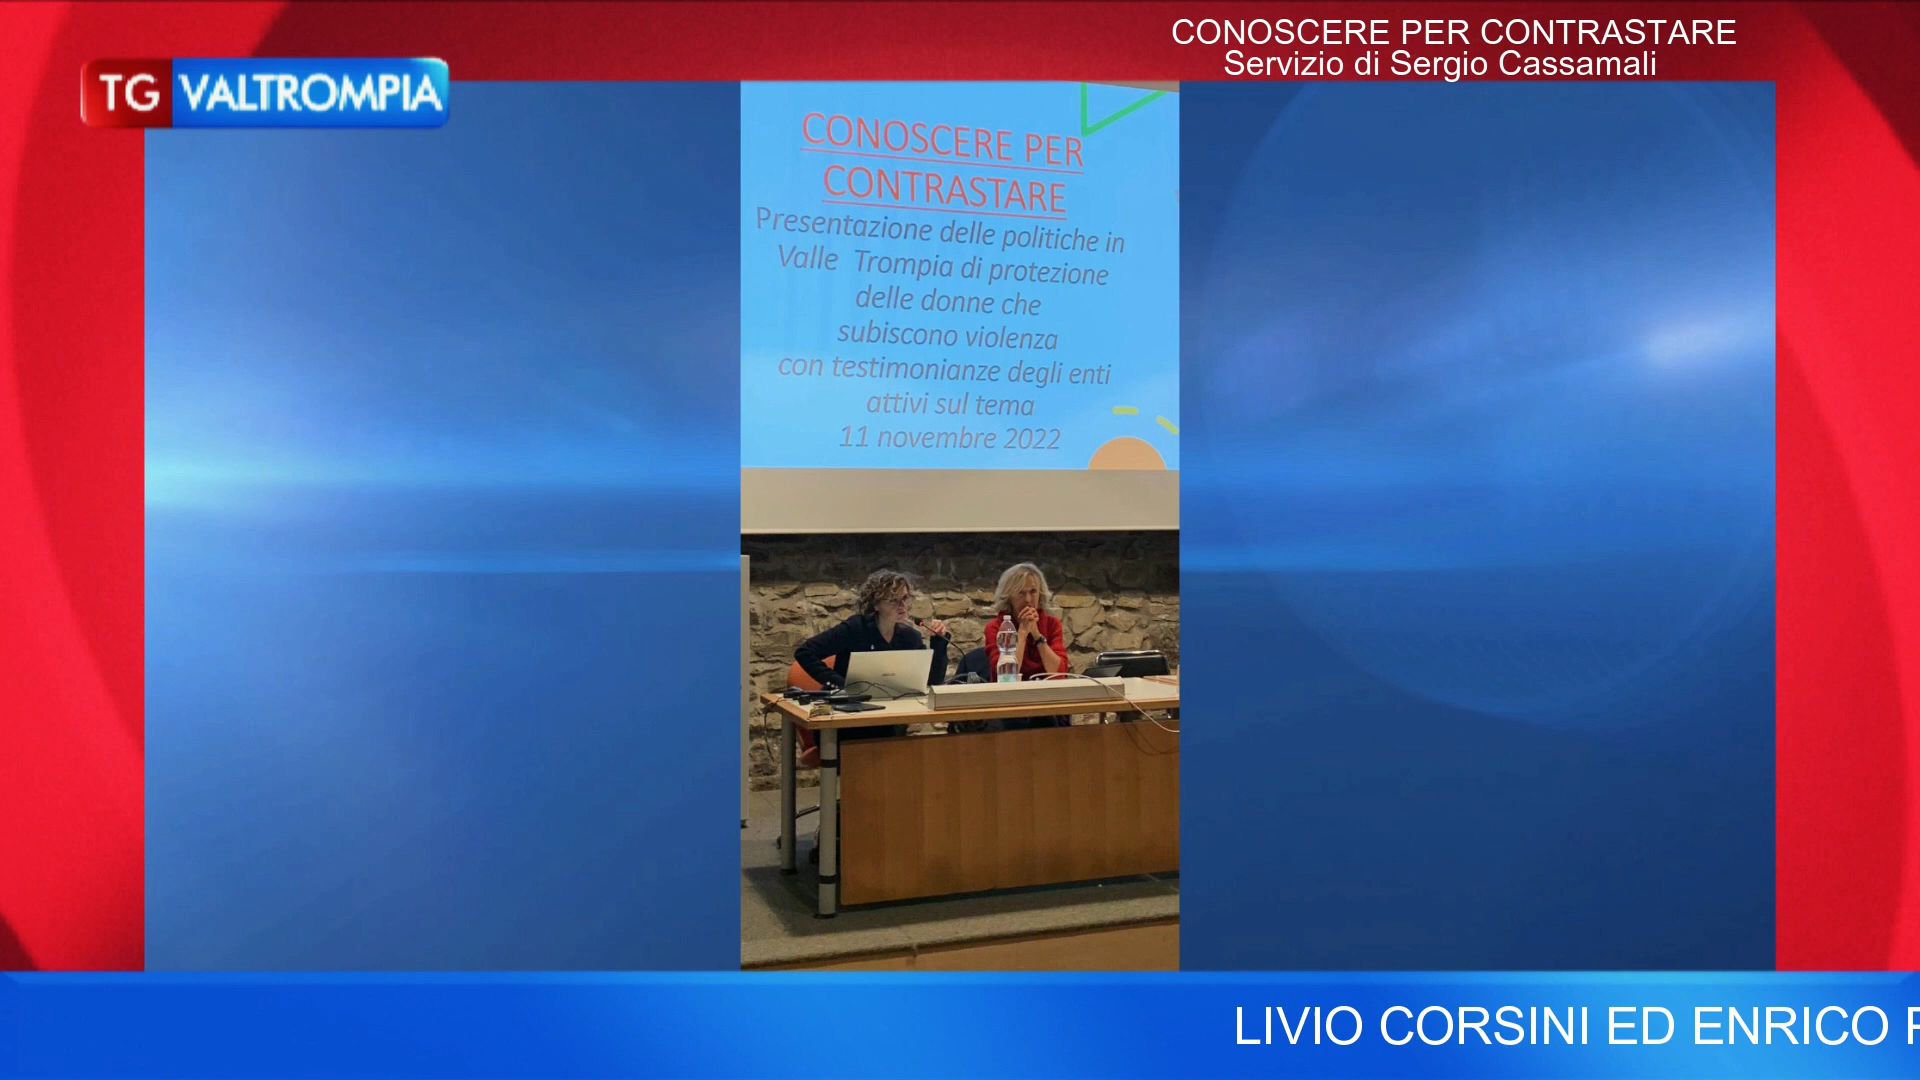 CONOSCERE PER CONTRASTARE
Servizio di Sergio Cassamali
TG VALTROMPIA
CONOSCERE PER
CONTRASTARE
Presentazione delle politiche in
Valle Trompia di protezione
delle donne che
subiscono violenza
con testimonianze degli enti
attivi sul tema
11 novembre 2022
LIVIO CORSINI ED ENRICO